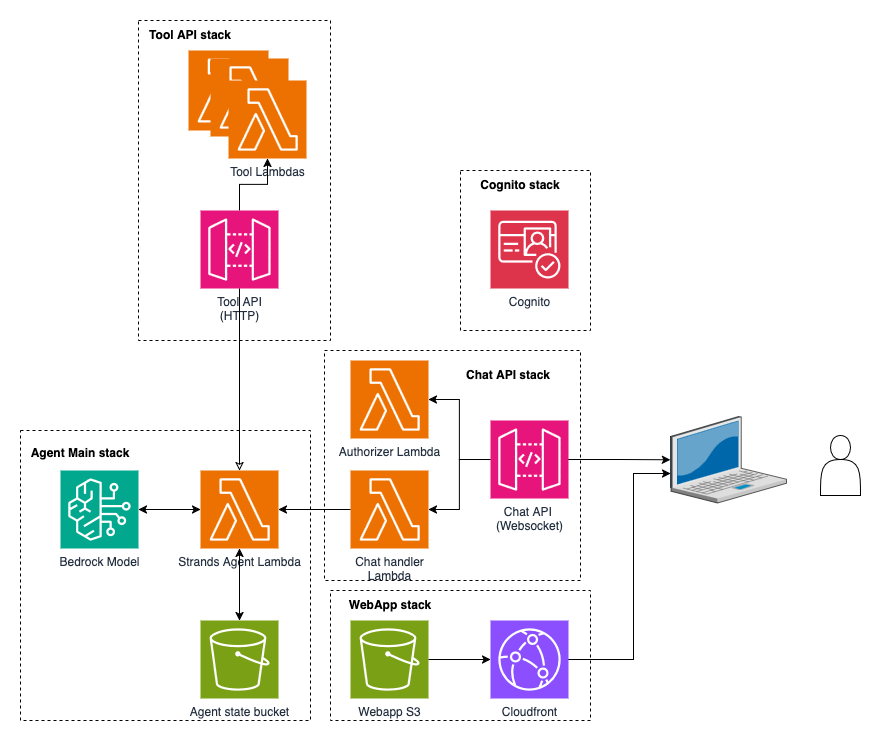 Tool API stack
Tool Lambdas
Tool API
(HTTP)
Cognito stack
Cognito
Chat API stack
Authorizer Lambda
Chat API
(Websocket)
Chat handler
Lambda
Agent Main stack
Bedrock Model
Strands Agent Lambda
Agent state bucket
WebApp stack
Webapp S3
Cloudfront